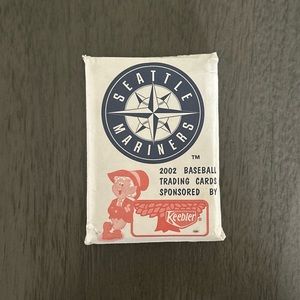 SEATTLE
MARINERS
TM
2002 BASEBALL
TRADING CARDS
SPONSORED BY
Keebler